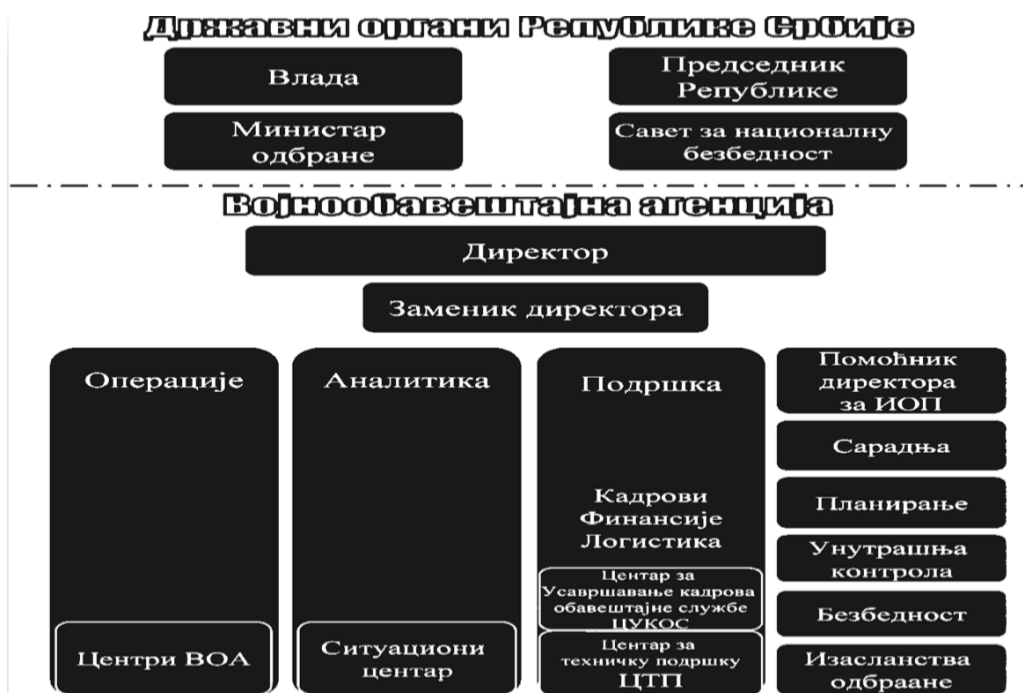 Државни органи Републике Србије
Влада
Председник
Републике
Министар
одбране
Савет за националну
безбедност
Војнообавештајна агенција
Директор
Заменик директора
Операције
Центри ВОА
Аналитика
Ситуациони
центар
Подршка
Кадрови
Финансије
Логистика
Центар за
Усавршавање кадрова
обавештајне службе
ЦУКОС
Центар за
техничку подршку
ЦТП
Помоћник
директора
за ИОП
Сарадња
Планирање
Унутрашња
контрола
Безбедност
Изасланства
одбраане